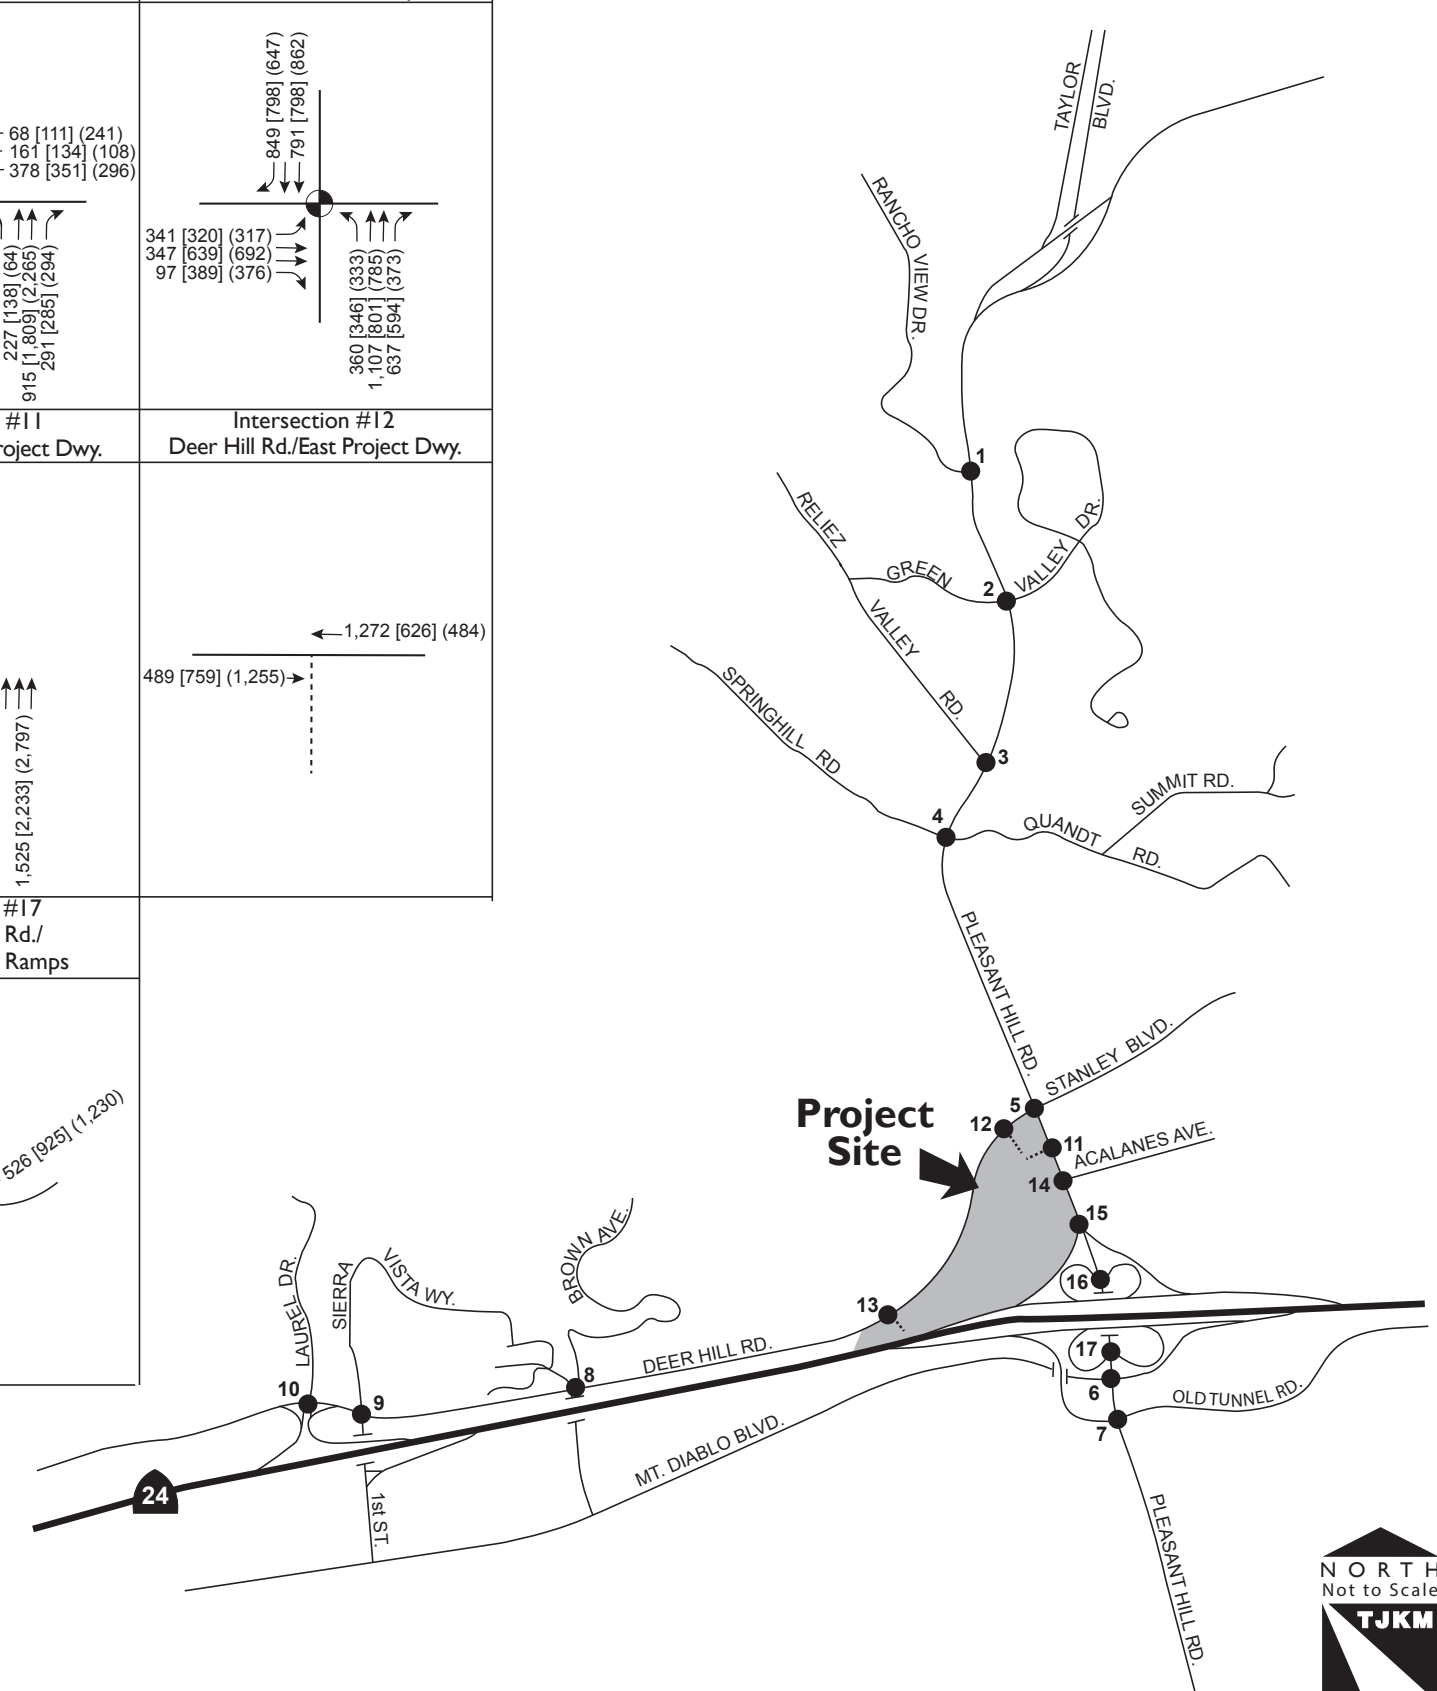 68 [111] (241)
161 [134] (108)
378 [351] (296)
227 [138] (64)
915 [1,809] (2,265)
291 [285] (294)
849 [798] (647)
791 [798] (862)
341 [320] (317)
347 [639] (692)
97 [389] (376)
360 [346] (333)
1,107 [801] (785)
637 [594] (373)
#11
roject Dwy.
Intersection #12
Deer Hill Rd./East Project Dwy.
1,525 [2,233] (2,797)
1,272 [626] (484)
489 [759] (1,255)
#17
Rd./
Ramps
526 [925] (1,230)
TAYLOR
BLVD.
RANCHO VIEW DR.
1
RELIEZ
VALLEY
RD.
GREEN
VALLEY DR.
2
SPRINGHILL RD
3
4
QUANDT RD.
SUMMIT RD.
PLEASANT HILL RD.
STANLEY BLVD.
5
Project
Site
12
11
ACALANES AVE.
14
15
16
13
LAUREL DR.
SIERRA
VISTA WY.
BROWN AVE.
DEER HILL RD.
8
10
9
17
6
OLD TUNNEL RD.
7
MT. DIABLO BLVD.
24
1st ST.
PLEASANT HILL RD.
NORTH
Not to Scale
TJKM